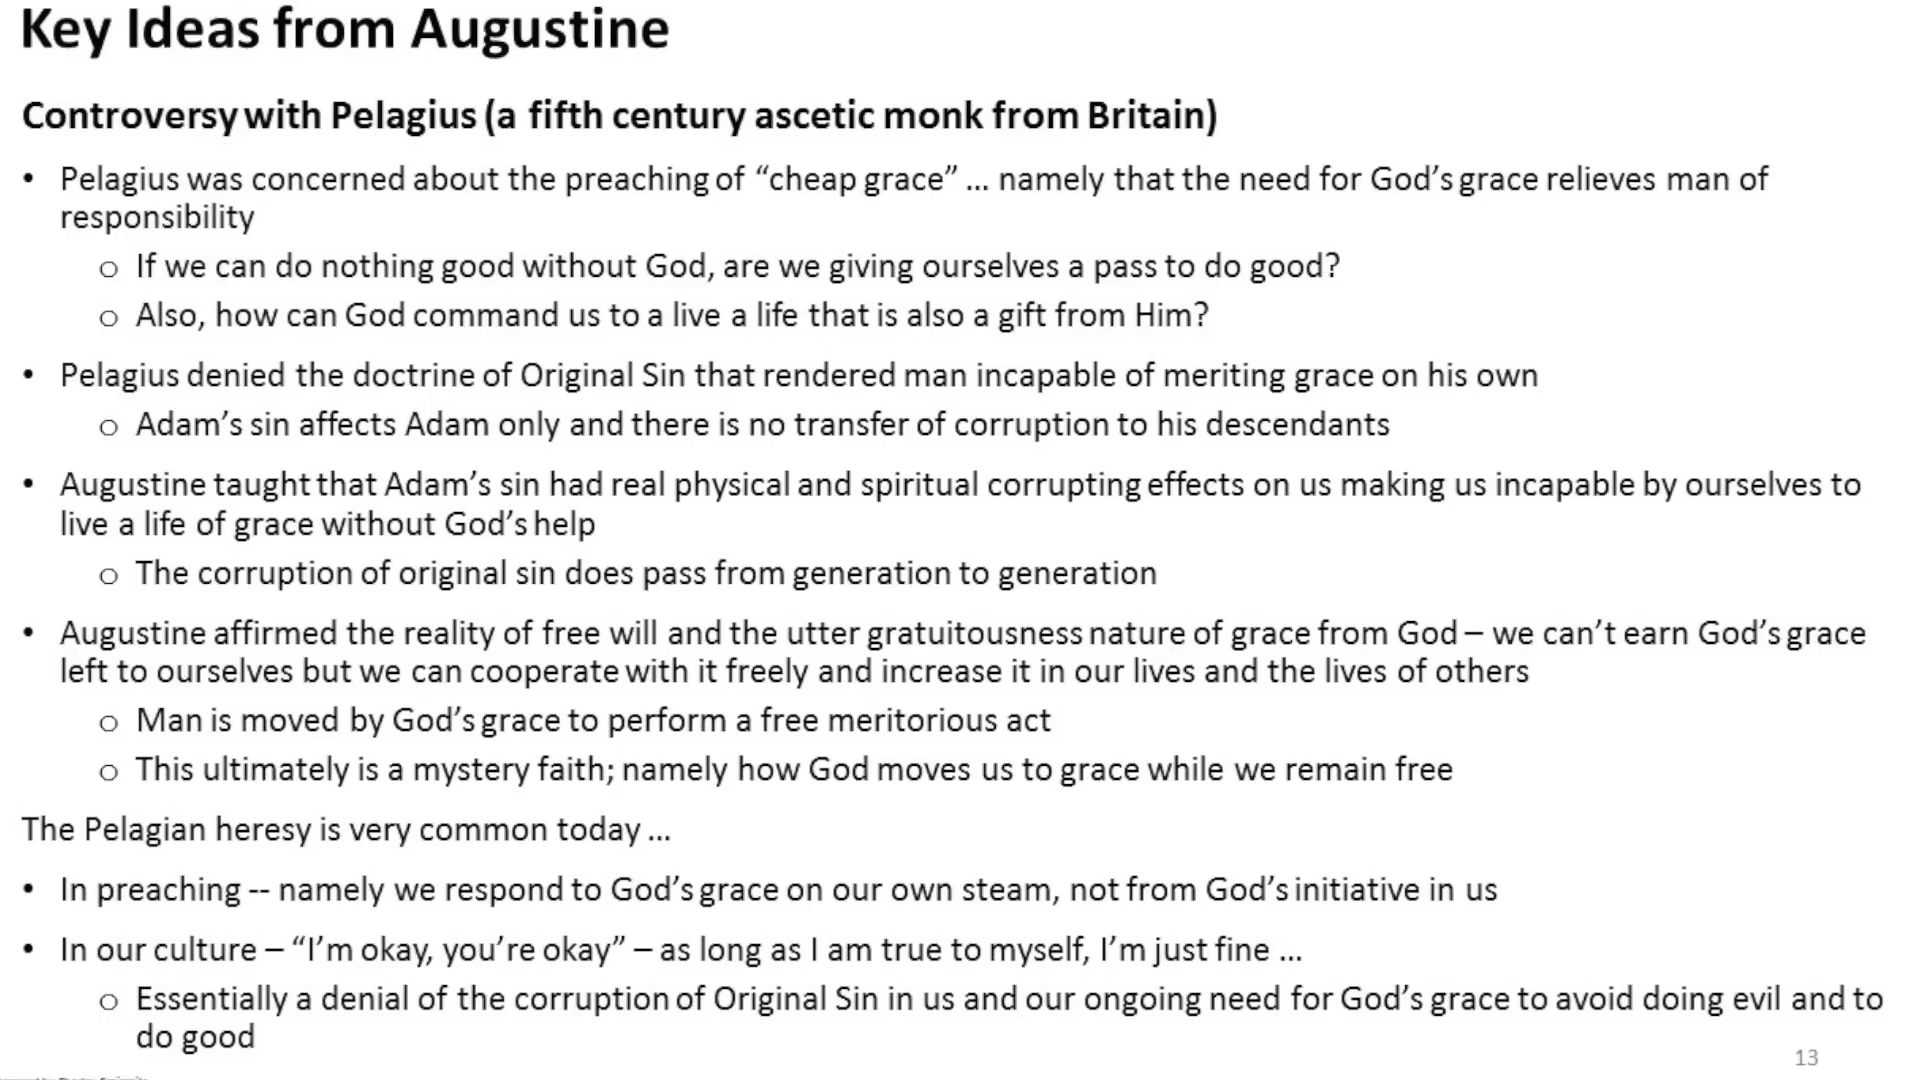 Key Ideas from Augustine
Controversy with Pelagius (a fifth century ascetic monk from Britain)
• Pelagius was concerned about the preaching of “cheap grace” … namely that the need for God’s grace relieves man of
responsibility
o If we can do nothing good without God, are we giving ourselves a pass to do good?
o Also, how can God command us to a live a life that is also a gift from Him?
• Pelagius denied the doctrine of Original Sin that rendered man incapable of meriting grace on his own
o Adam’s sin affects Adam only and there is no transfer of corruption to his descendants
• Augustine taught that Adam’s sin had real physical and spiritual corrupting effects on us making us incapable by ourselves to
live a life of grace without God’s help
o The corruption of original sin does pass from generation to generation
• Augustine affirmed the reality of free will and the utter gratuitousness nature of grace from God – we can’t earn God’s grace
left to ourselves but we can cooperate with it freely and increase it in our lives and the lives of others
o Man is moved by God’s grace to perform a free meritorious act
o This ultimately is a mystery faith; namely how God moves us to grace while we remain free
The Pelagian heresy is very common today …
• In preaching -- namely we respond to God’s grace on our own steam, not from God’s initiative in us
• In our culture – “I’m okay, you’re okay” – as long as I am true to myself, I’m just fine …
o Essentially a denial of the corruption of Original Sin in us and our ongoing need for God’s grace to avoid doing evil and to
do good
13